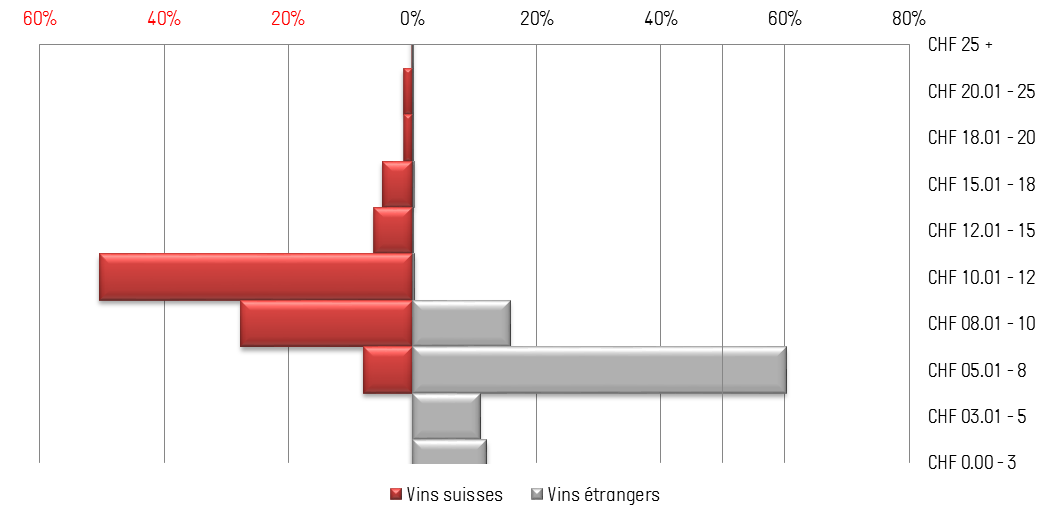 60% 40% 20% 0% 20% 40% 60% 80%
CHF 25 +
CHF 20.01 - 25
CHF 18.01 - 20
CHF 15.01 - 18
CHF 12.01 - 15
CHF 10.01 - 12
CHF 08.01 - 10
CHF 05.01 - 8
CHF 03.01 - 5
CHF 0.00 - 3
Vins suisses Vins étrangers